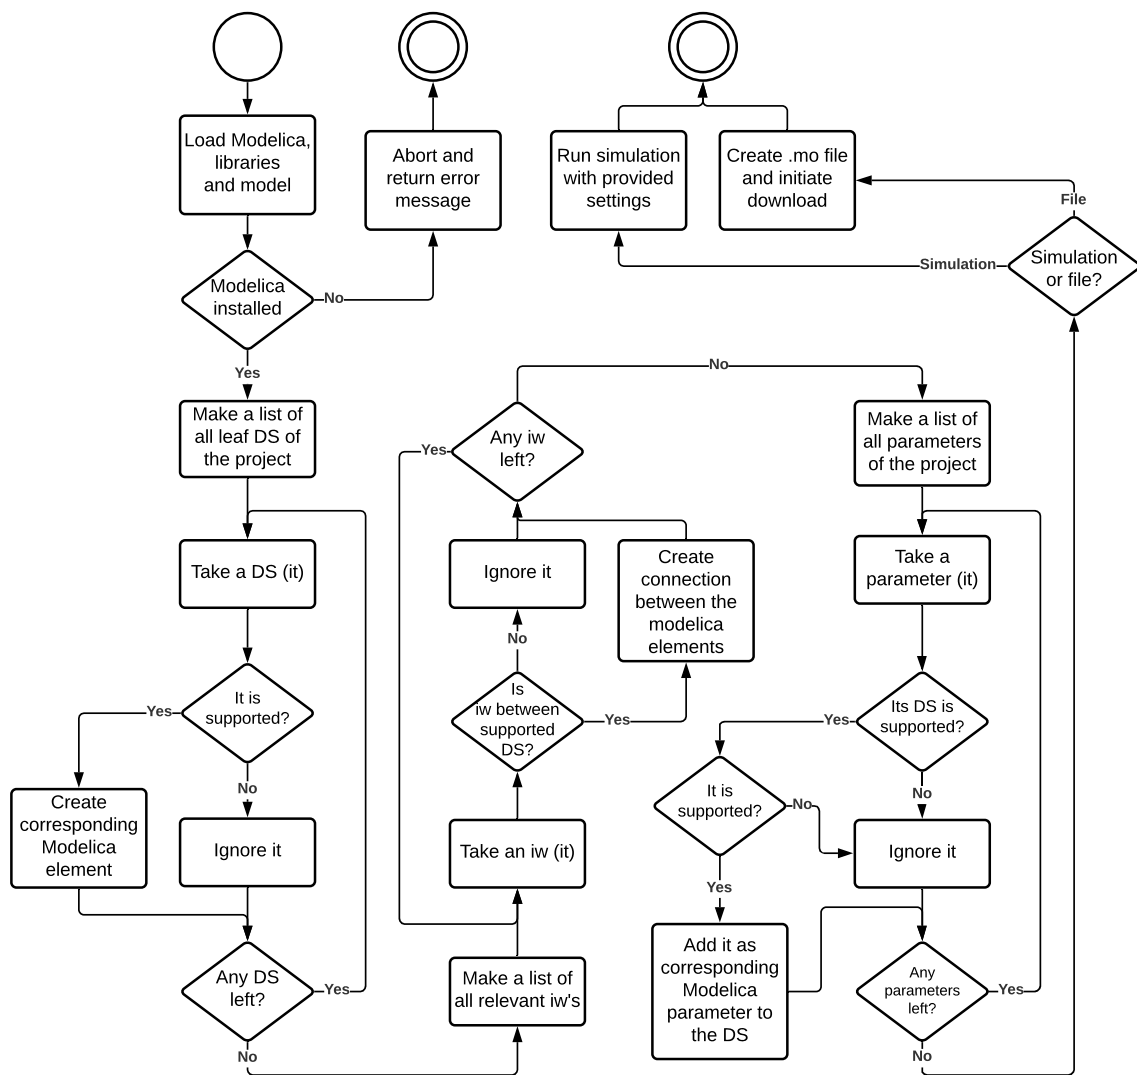 Load Modelica,
libraries
and model
Abort and
return error
message
Run simulation
with provided
settings
Create .mo file
and initiate
download
File
Simulation
Simulation
or file?
Modelica
installed
No
Yes
Make a list of
all leaf DS of
the project
Take a DS (it)
It is
supported?
Yes
No
Create
corresponding
Modelica
element
Ignore it
Any DS
left?
Yes
No
No
Any iw
left?
Yes
Ignore it
Create
connection
between the
modelica
elements
No
Is
iw between
supported
DS?
Yes
Take an iw (it)
Make a list of
all relevant iw's
Make a list of
all parameters
of the project
Take a
parameter (it)
Its DS is
supported?
Yes
No
It is
supported?
No
Yes
Ignore it
Add it as
corresponding
Modelica
parameter to
the DS
Any
parameters
left?
Yes
No